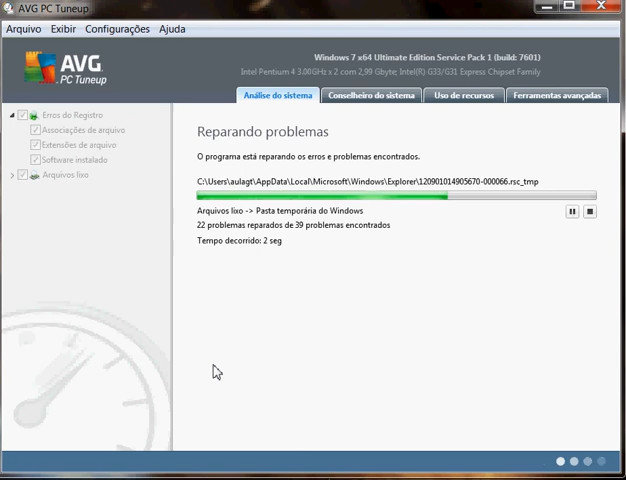 AVG PC Tuneup
Arquivo Exibir Configurações Ajuda
AVG.
PC Tuneup
Windows 7 x64 Ultimate Edition Service Pack 1 (build: 7601)
Intel Pentium 4 3.00GHz x 2 com 2,99 Gbyte; Intel(R) G33/G31 Express Chipset Family
Análise do sistema Conselheiro do sistema Uso de recursos Ferramentas avançadas
Erros do Registro
Associações de arquivo
Extensões de arquivo
Software instalado
Arquivos lixo
Reparando problemas
O programa está reparando os erros e problemas encontrados.
C:\Users\aulagt\AppData\Local\Microsoft\Windows\Explorer\120901014905670-000066.rsc_tmp
Arquivos lixo -> Pasta temporária do Windows
22 problemas reparados de 39 problemas encontrados
Tempo decorrido: 2 seg